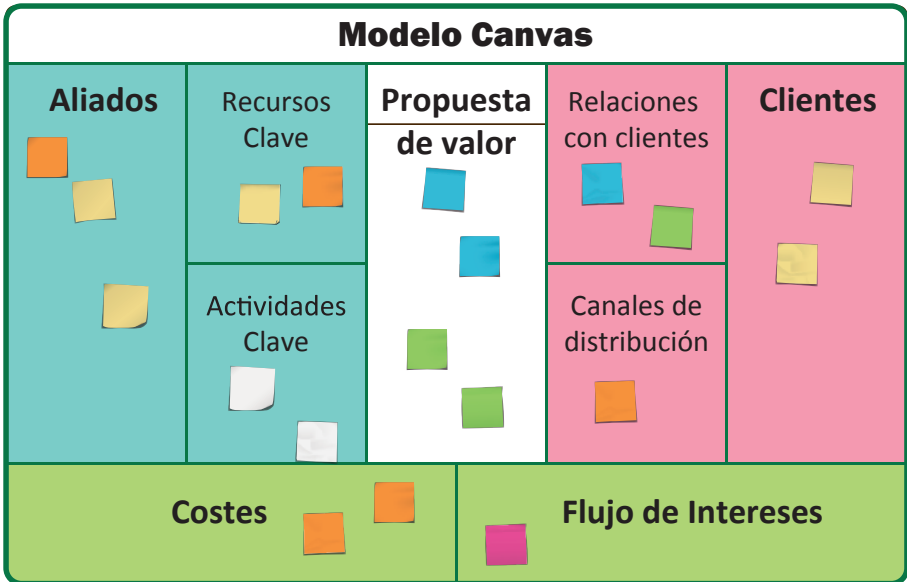 Modelo Canvas
Aliados
Recursos
Clave
Actividades
Clave
Propuesta
de valor
Relaciones
con clientes
Canales de
distribución
Clientes
Costes
Flujo de Intereses